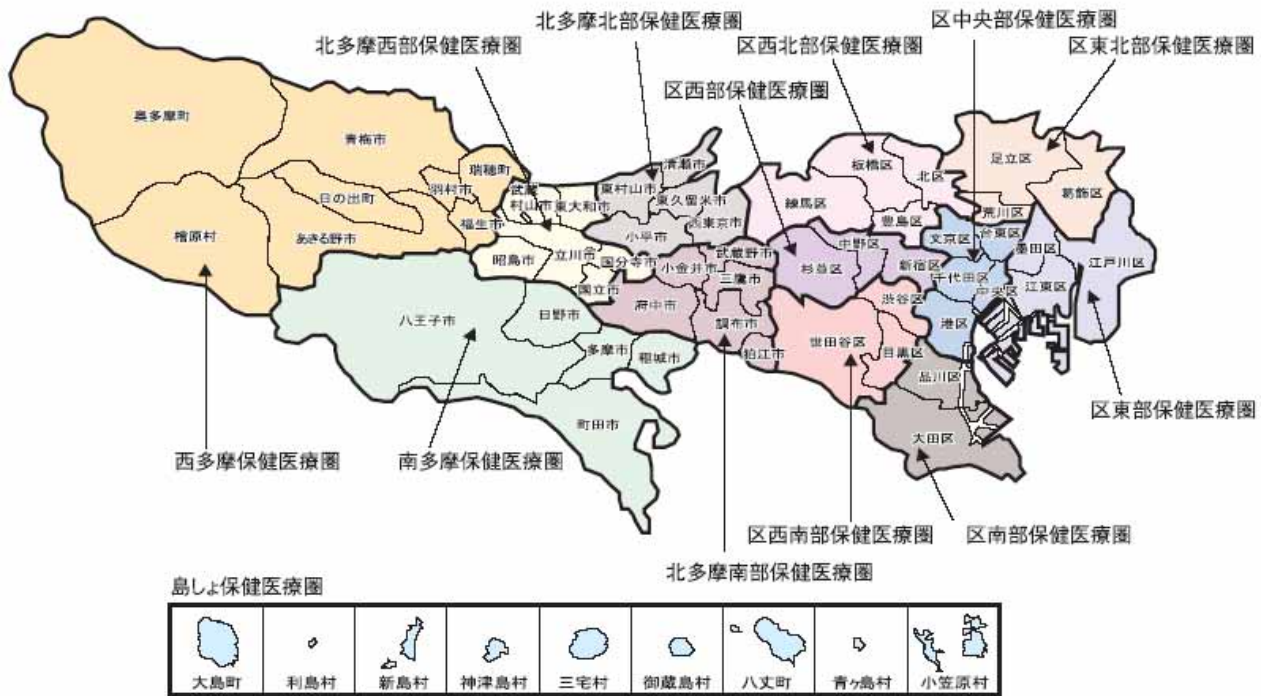 区中央部保健医療圏
北多摩北部保健医療圏
北多摩西部保健医療圏
区西北部保健医療圏
区東北部保健医療圏
区西部保健医療圏
奥多摩町
青梅市
瑞穂町
羽村市
日の出町
福生市
あきる野市
檜原村
武蔵
村山市
東大和市
昭島市
立川市
国分寺市
国立市
清瀬市
東村山市
東久留米市
小平市
西東京市
武蔵野市
小金井市
三鷹市
府中市
調布市
狛江市
八王子市
日野市
多摩市
稲城市
町田市
板橋区
北区
練馬区
豊島区
中野区
杉並区
新宿区
渋谷区
世田谷区
目黒区
足立区
葛飾区
荒川区
文京区
台東区
千代田区
中央区
港区
墨田区
江東区
江戸川区
品川区
大田区
区東部保健医療圏
西多摩保健医療圏
南多摩保健医療圏
区西南部保健医療圏
区南部保健医療圏
北多摩南部保健医療圏
島しょ保健医療圏
大島町
利島村
新島村
神津島村
三宅村
御蔵島村
八丈町
青ヶ島村
小笠原村